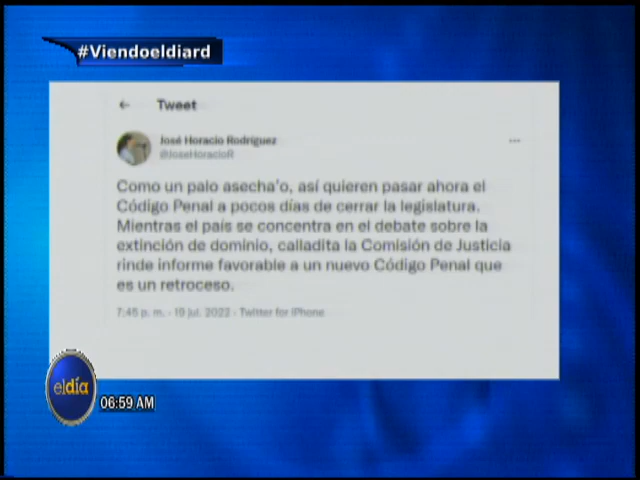 #Viendoeldiard
← Tweet
José Horacio Rodríguez
@JoseHoracioR
Como un palo asecha'o, así quieren pasar ahora el
Código Penal a pocos días de cerrar la legislatura.
Mientras el país se concentra en el debate sobre la
extinción de dominio, calladita la Comisión de Justicia
rinde informe favorable a un nuevo Código Penal que
es un retroceso.
7:45 p. m. · 19 jul. 2022 · Twitter for iPhone
eldía
06:59 AM